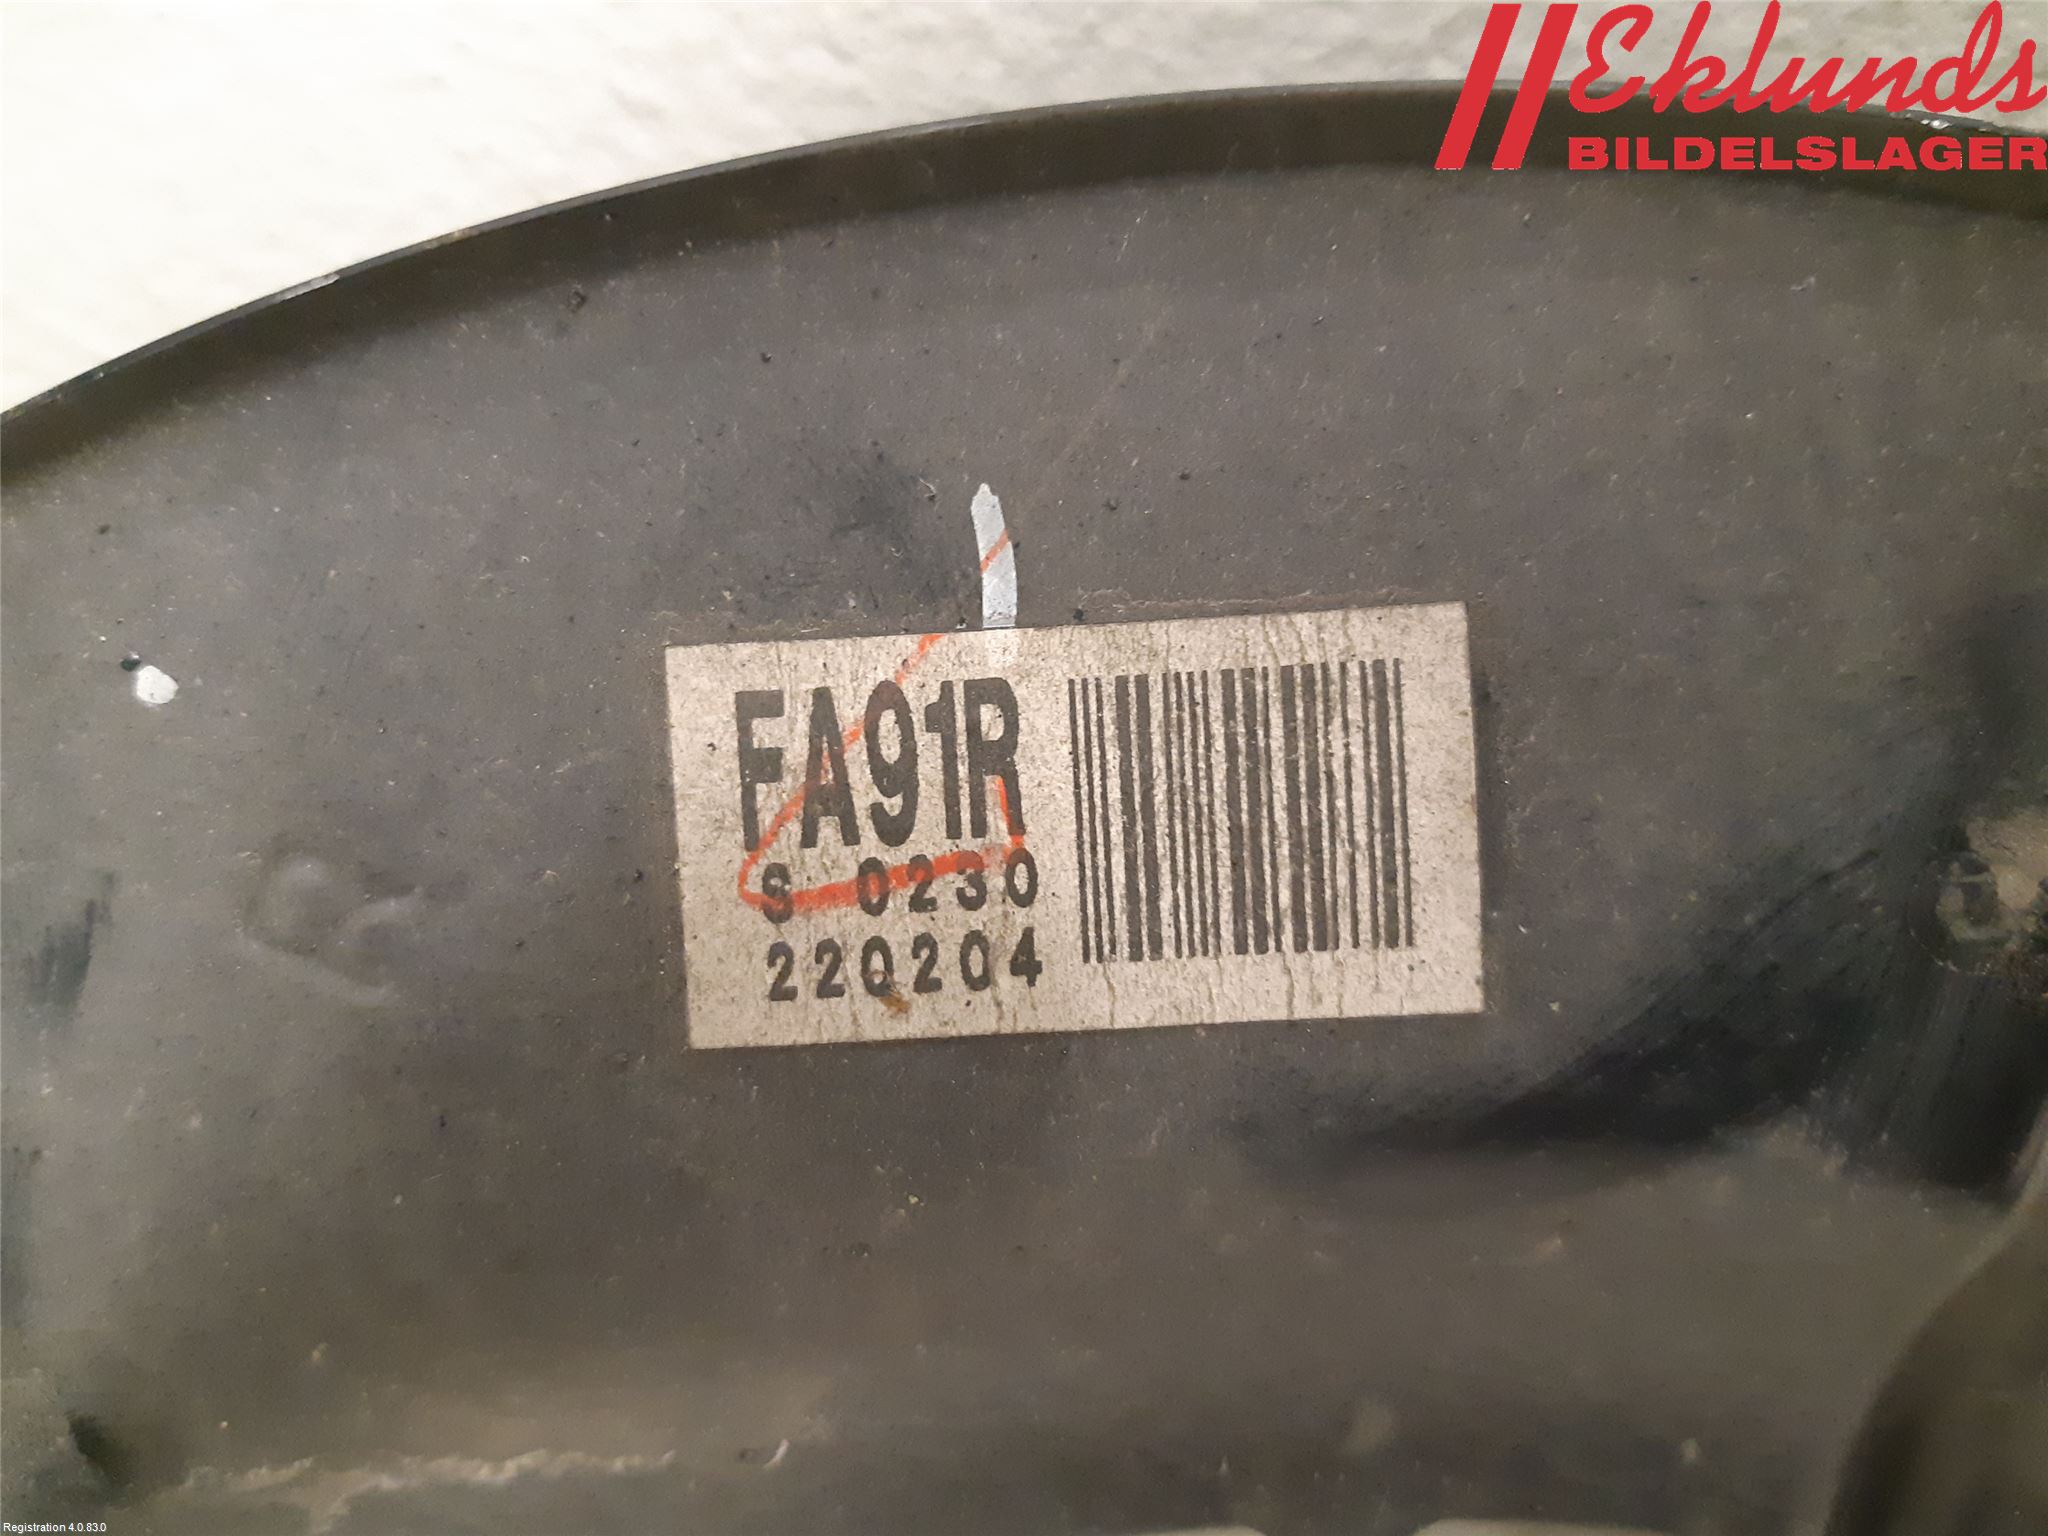 Eklunds
BILDELSLAGER
FA91R
S 0230
220204
Registration 4.0.83.0